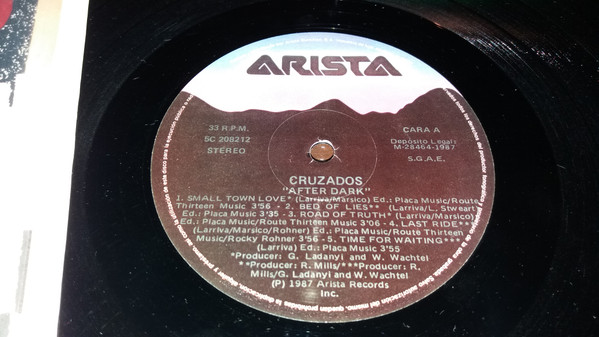 ARISTA
33 R.P.M.
5C 208212
STEREO
CARA A
Depósito Legal:
M-28464-1987
S.G.A.E.
CRUZADOS
"AFTER DARK"
1. SMALL TOWN LOVE* (Larriva/Marsico) Ed.: Placa Music/Route
Thirteen Music 3'56 - 2. BED OF LIES** (Larriva/L. Stweart)
Ed.: Placa Music 3'35 - 3. ROAD OF TRUTH* (Larriva/Marsico)
Ed.: Placa Music/Route Thirteen Music 3'06 - 4. LAST RIDE***
(Larriva/Marsico/Rohner) Ed.: Placa Music/Route Thirteen
Music/Rocky Rohner 3'56 - 5. TIME FOR WAITING***
(Larriva) Ed.: Placa Music 3'55
*Producer: G. Ladanyi and W. Wachtel
**Producer: R. Mills/***Producer: R,
Mills/G. Ladanyi and W. Wachtel
(P) 1987 Arista Records
Inc.